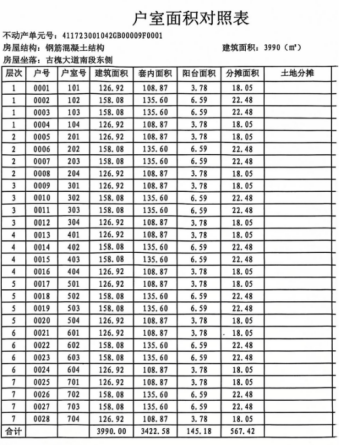 户室面积对照表
不动产单元号: 411723001042GB00009F0001
房屋结构: 钢筋混凝土结构 建筑面积: 3990 (㎡)
房屋坐落: 古槐大道南段东侧
层次 户号 户室号 建筑面积 套内面积 阳台面积 分摊面积 土地分摊
1 0001 101 126.92 108.87 3.78 18.05
1 0002 102 158.08 135.60 6.59 22.48
1 0003 103 158.08 135.60 6.59 22.48
1 0004 104 126.92 108.87 3.78 18.05
2 0005 201 126.92 108.87 3.78 18.05
2 0006 202 158.08 135.60 6.59 22.48
2 0007 203 158.08 135.60 6.59 22.48
2 0008 204 126.92 108.87 3.78 18.05
3 0009 301 126.92 108.87 3.78 18.05
3 0010 302 158.08 135.60 6.59 22.48
3 0011 303 158.08 135.60 6.59 22.48
3 0012 304 126.92 108.87 3.78 18.05
4 0013 401 126.92 108.87 3.78 18.05
4 0014 402 158.08 135.60 6.59 22.48
4 0015 403 158.08 135.60 6.59 22.48
4 0016 404 126.92 108.87 3.78 18.05
5 0017 501 126.92 108.87 3.78 18.05
5 0018 502 158.08 135.60 6.59 22.48
5 0019 503 158.08 135.60 6.59 22.48
5 0020 504 126.92 108.87 3.78 18.05
6 0021 601 126.92 108.87 3.78 18.05
6 0022 602 158.08 135.60 6.59 22.48
6 0023 603 158.08 135.60 6.59 22.48
6 0024 604 126.92 108.87 3.78 18.05
7 0025 701 126.92 108.87 3.78 18.05
7 0026 702 158.08 135.60 6.59 22.48
7 0027 703 158.08 135.60 6.59 22.48
7 0028 704 126.92 108.87 3.78 18.05
合计 3990.00 3422.58 145.18 567.42